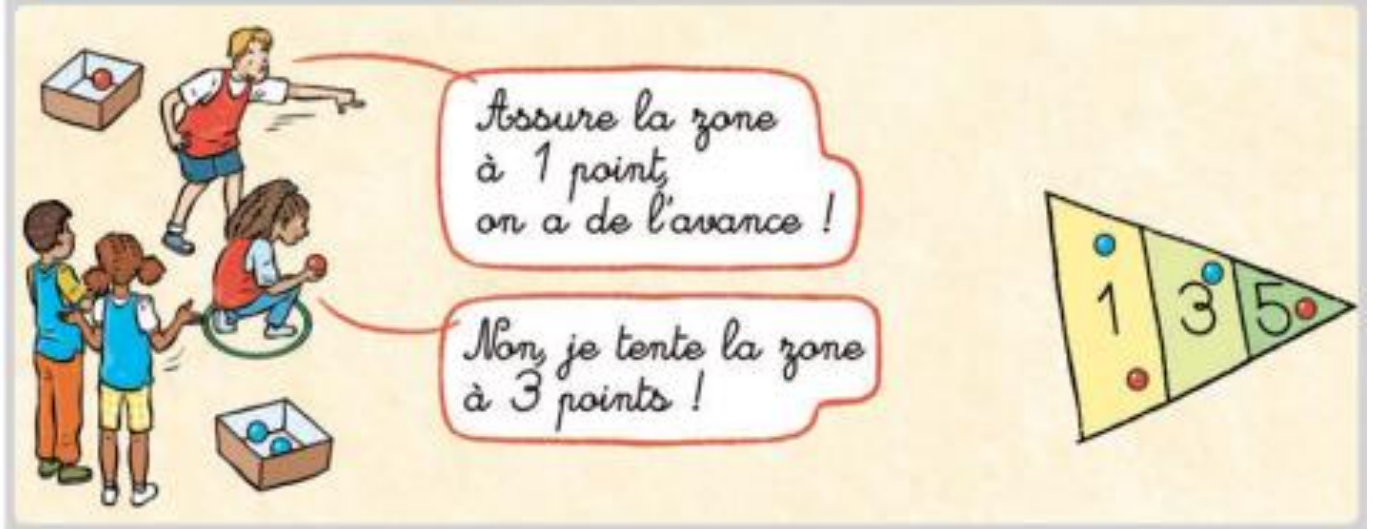 Assure la zone
à 1 point,
on a de l'avance !
Non, je tente la zone
à 3 points !
1 3 5